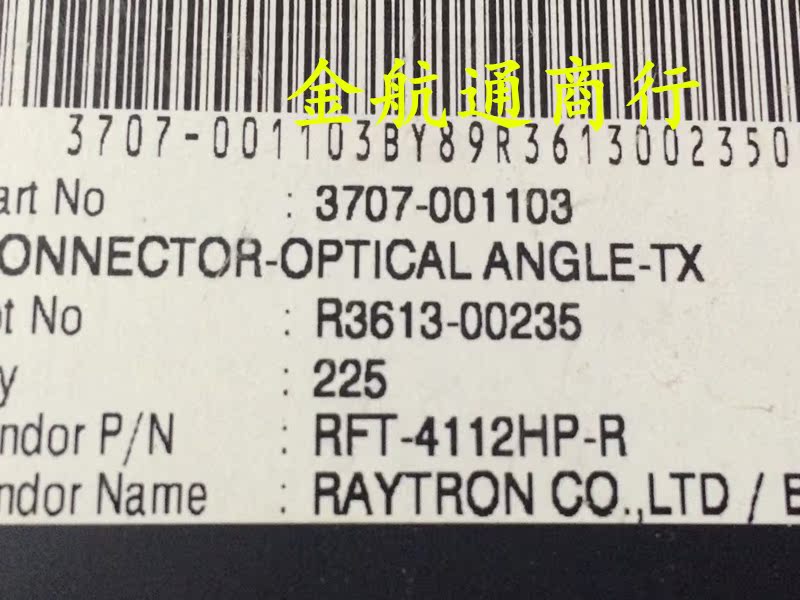 金航通商行
3707-001103BY89R3613002350
art No : 3707-001103
ONNECTOR-OPTICAL ANGLE-TX
ot No : R3613-00235
y : 225
ndor P/N : RFT-4112HP-R
ndor Name : RAYTRON CO.,LTD /